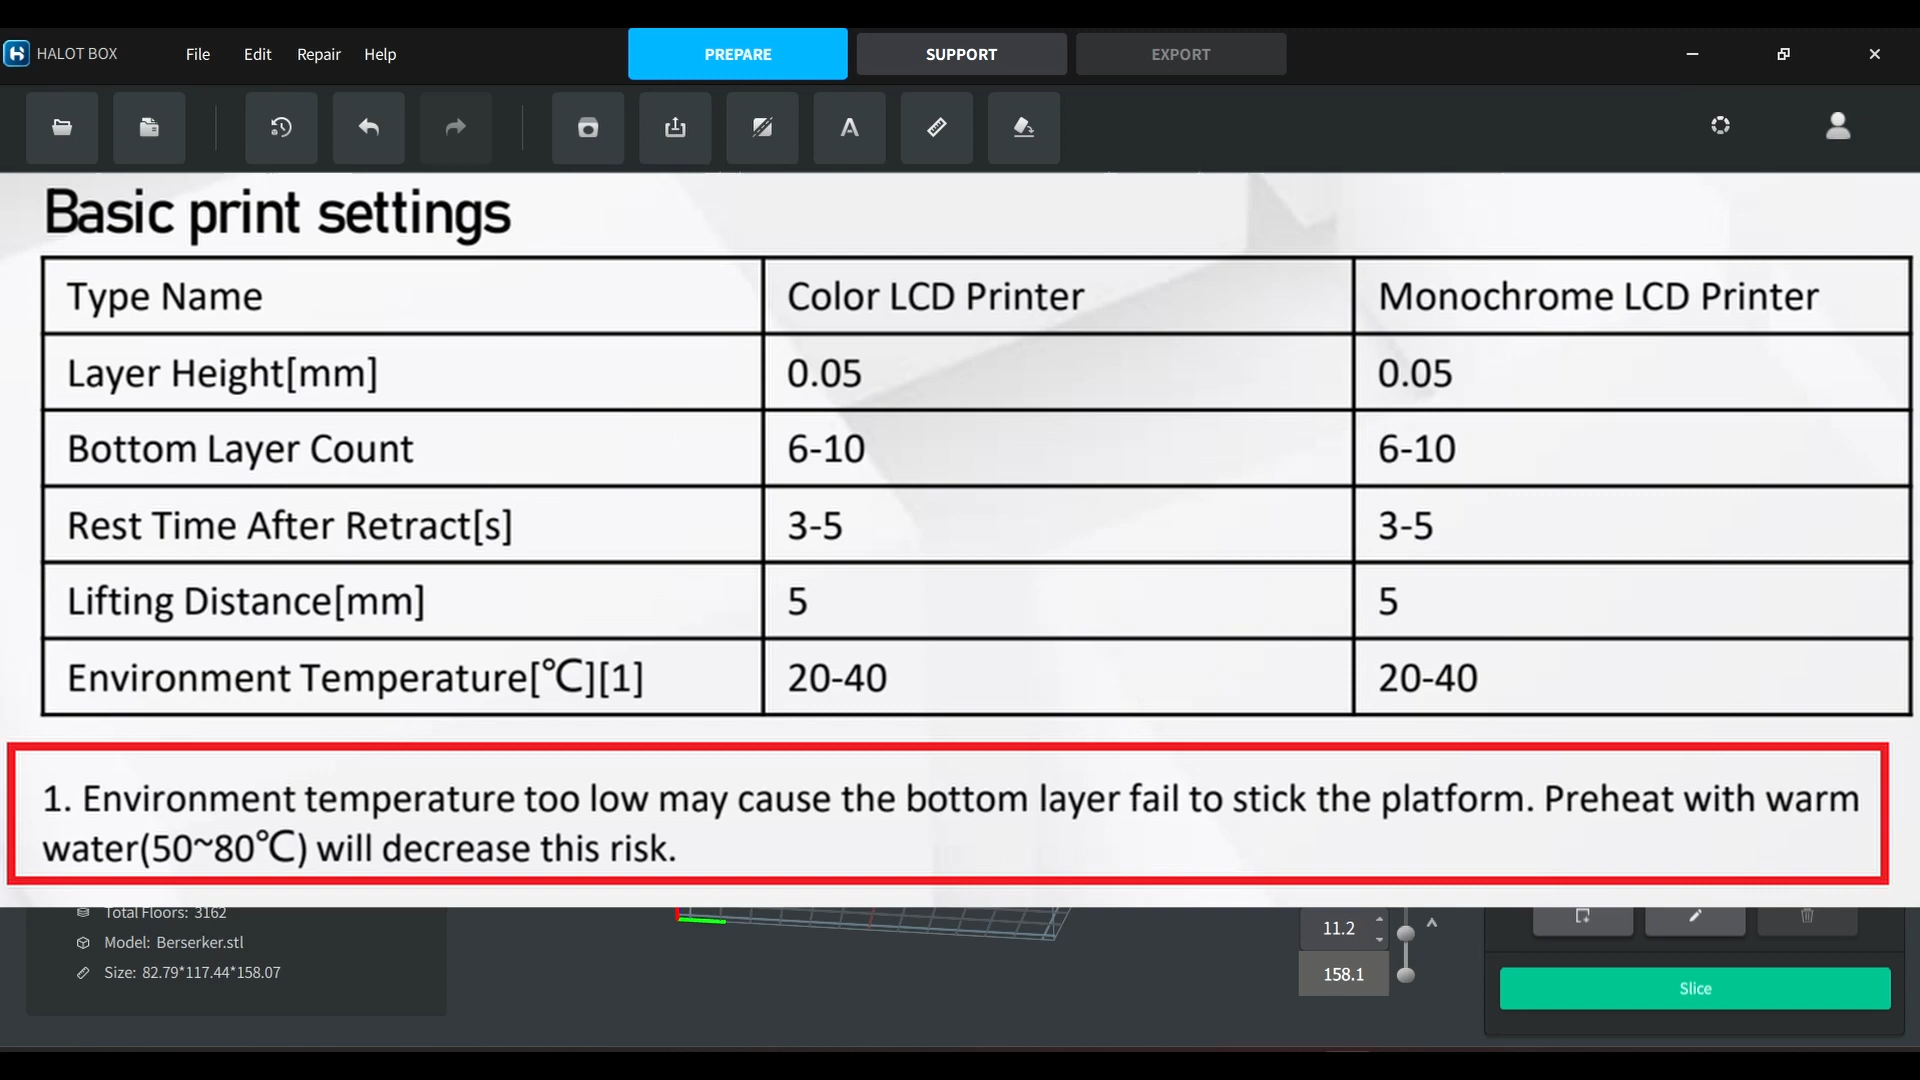 HALOT BOX File Edit Repair Help PREPARE SUPPORT EXPORT
Basic print settings
Type Name Color LCD Printer Monochrome LCD Printer
Layer Height[mm] 0.05 0.05
Bottom Layer Count 6-10 6-10
Rest Time After Retract[s] 3-5 3-5
Lifting Distance[mm] 5 5
Environment Temperature[℃][1] 20-40 20-40
1. Environment temperature too low may cause the bottom layer fail to stick the platform. Preheat with warm
water(50~80℃) will decrease this risk.
Total Floors: 3162
11.2
Model: Berserker.stl
Size: 82.79*117.44*158.07
158.1
Slice